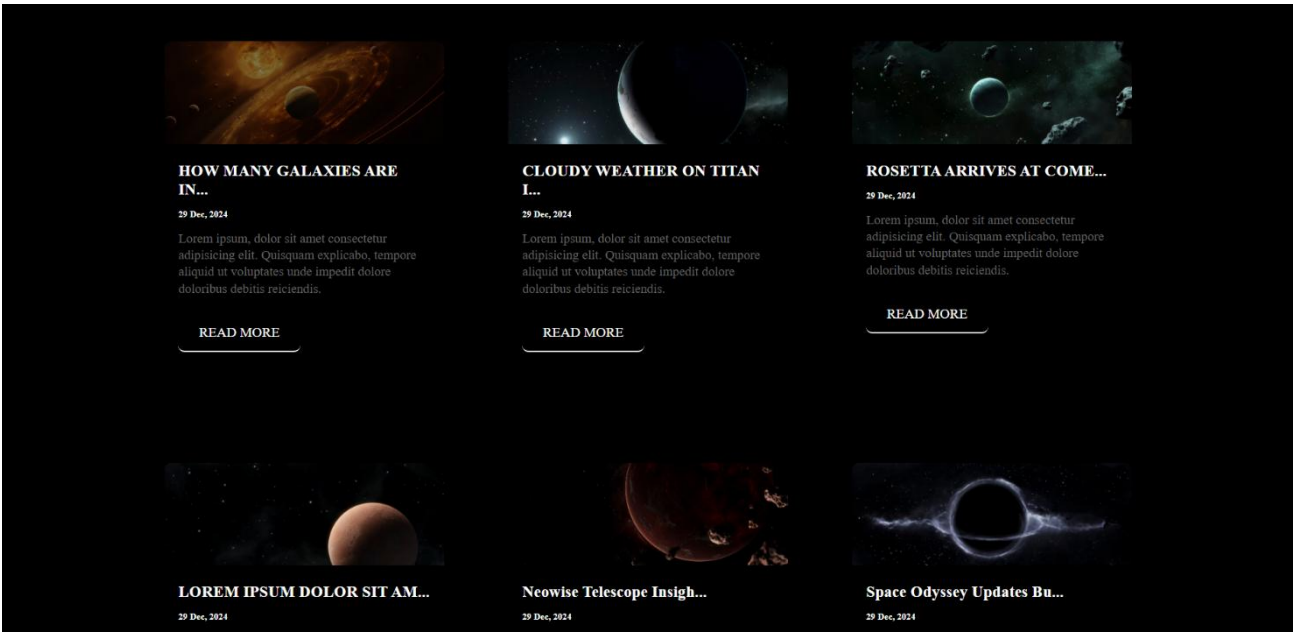 HOW MANY GALAXIES ARE
IN...
29 Dec, 2024
Lorem ipsum, dolor sit amet consectetur
adipisicing elit. Quisquam explicabo, tempore
aliquid ut voluptates unde impedit dolore
doloribus debitis reiciendis.
READ MORE
CLOUDY WEATHER ON TITAN
I...
29 Dec, 2024
Lorem ipsum, dolor sit amet consectetur
adipisicing elit. Quisquam explicabo, tempore
aliquid ut voluptates unde impedit dolore
doloribus debitis reiciendis.
READ MORE
ROSETTA ARRIVES AT COME...
29 Dec, 2024
Lorem ipsum, dolor sit amet consectetur
adipisicing elit. Quisquam explicabo, tempore
aliquid ut voluptates unde impedit dolore
doloribus debitis reiciendis.
READ MORE
LOREM IPSUM DOLOR SIT AM...
29 Dec, 2024
Neowise Telescope Insigh...
29 Dec, 2024
Space Odyssey Updates Bu...
29 Dec, 2024